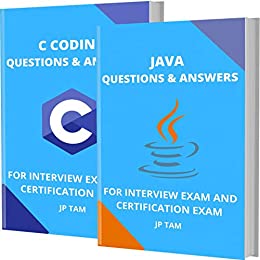 C CODIN
QUESTIONS & AN
C
FOR INTERVIEW EX
CERTIFICATION
JP TAM
JAVA
QUESTIONS & ANSWERS
FOR INTERVIEW EXAM AND
CERTIFICATION EXAM
JP TAM